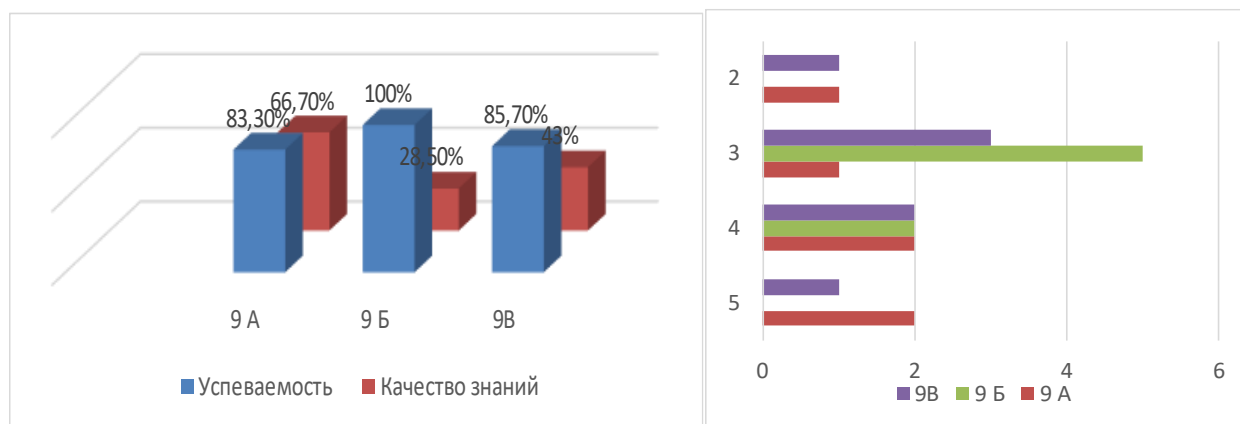 83,30%
66,70%
100%
28,50%
85,70%
43%
9 А
9 Б
9В
Успеваемость
Качество знаний
2
3
4
5
0
2
4
6
9В
9 Б
9 А